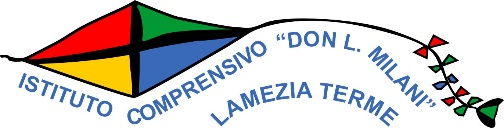 ISTITUTO COMPRENSIVO "DON L. MILANI"
LAMEZIA TERME